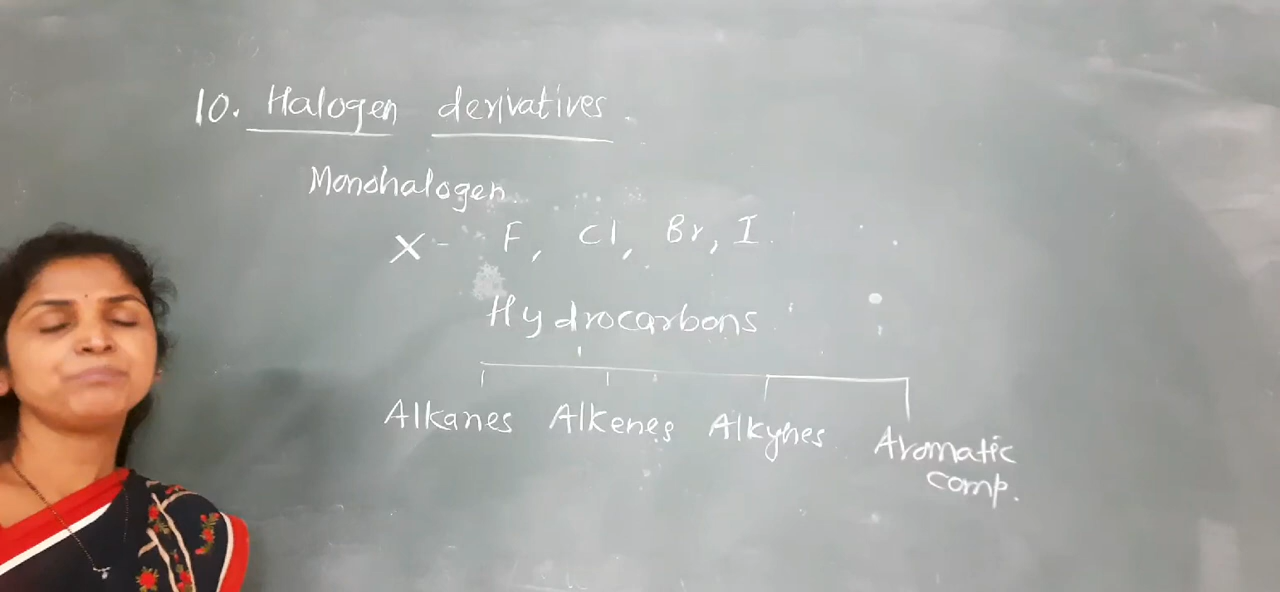 10. Halogen derivatives.
Monohalogen.
X - F, Cl, Br, I.
Hydrocarbons
Alkanes Alkenes Alkynes Aromatic
comp.